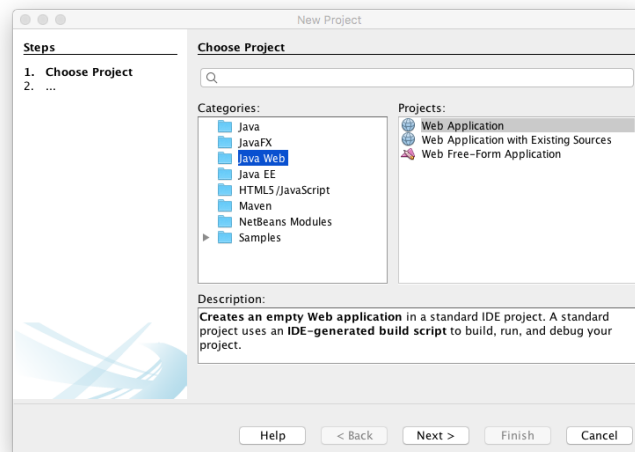 New Project
Steps
1. Choose Project
2. ...
Choose Project
Categories:
Java
JavaFX
Java Web
Java EE
HTML5/JavaScript
Maven
NetBeans Modules
Samples
Projects:
Web Application
Web Application with Existing Sources
Web Free-Form Application
Description:
Creates an empty Web application in a standard IDE project. A standard
project uses an IDE-generated build script to build, run, and debug your
project.
Help
< Back
Next >
Finish
Cancel